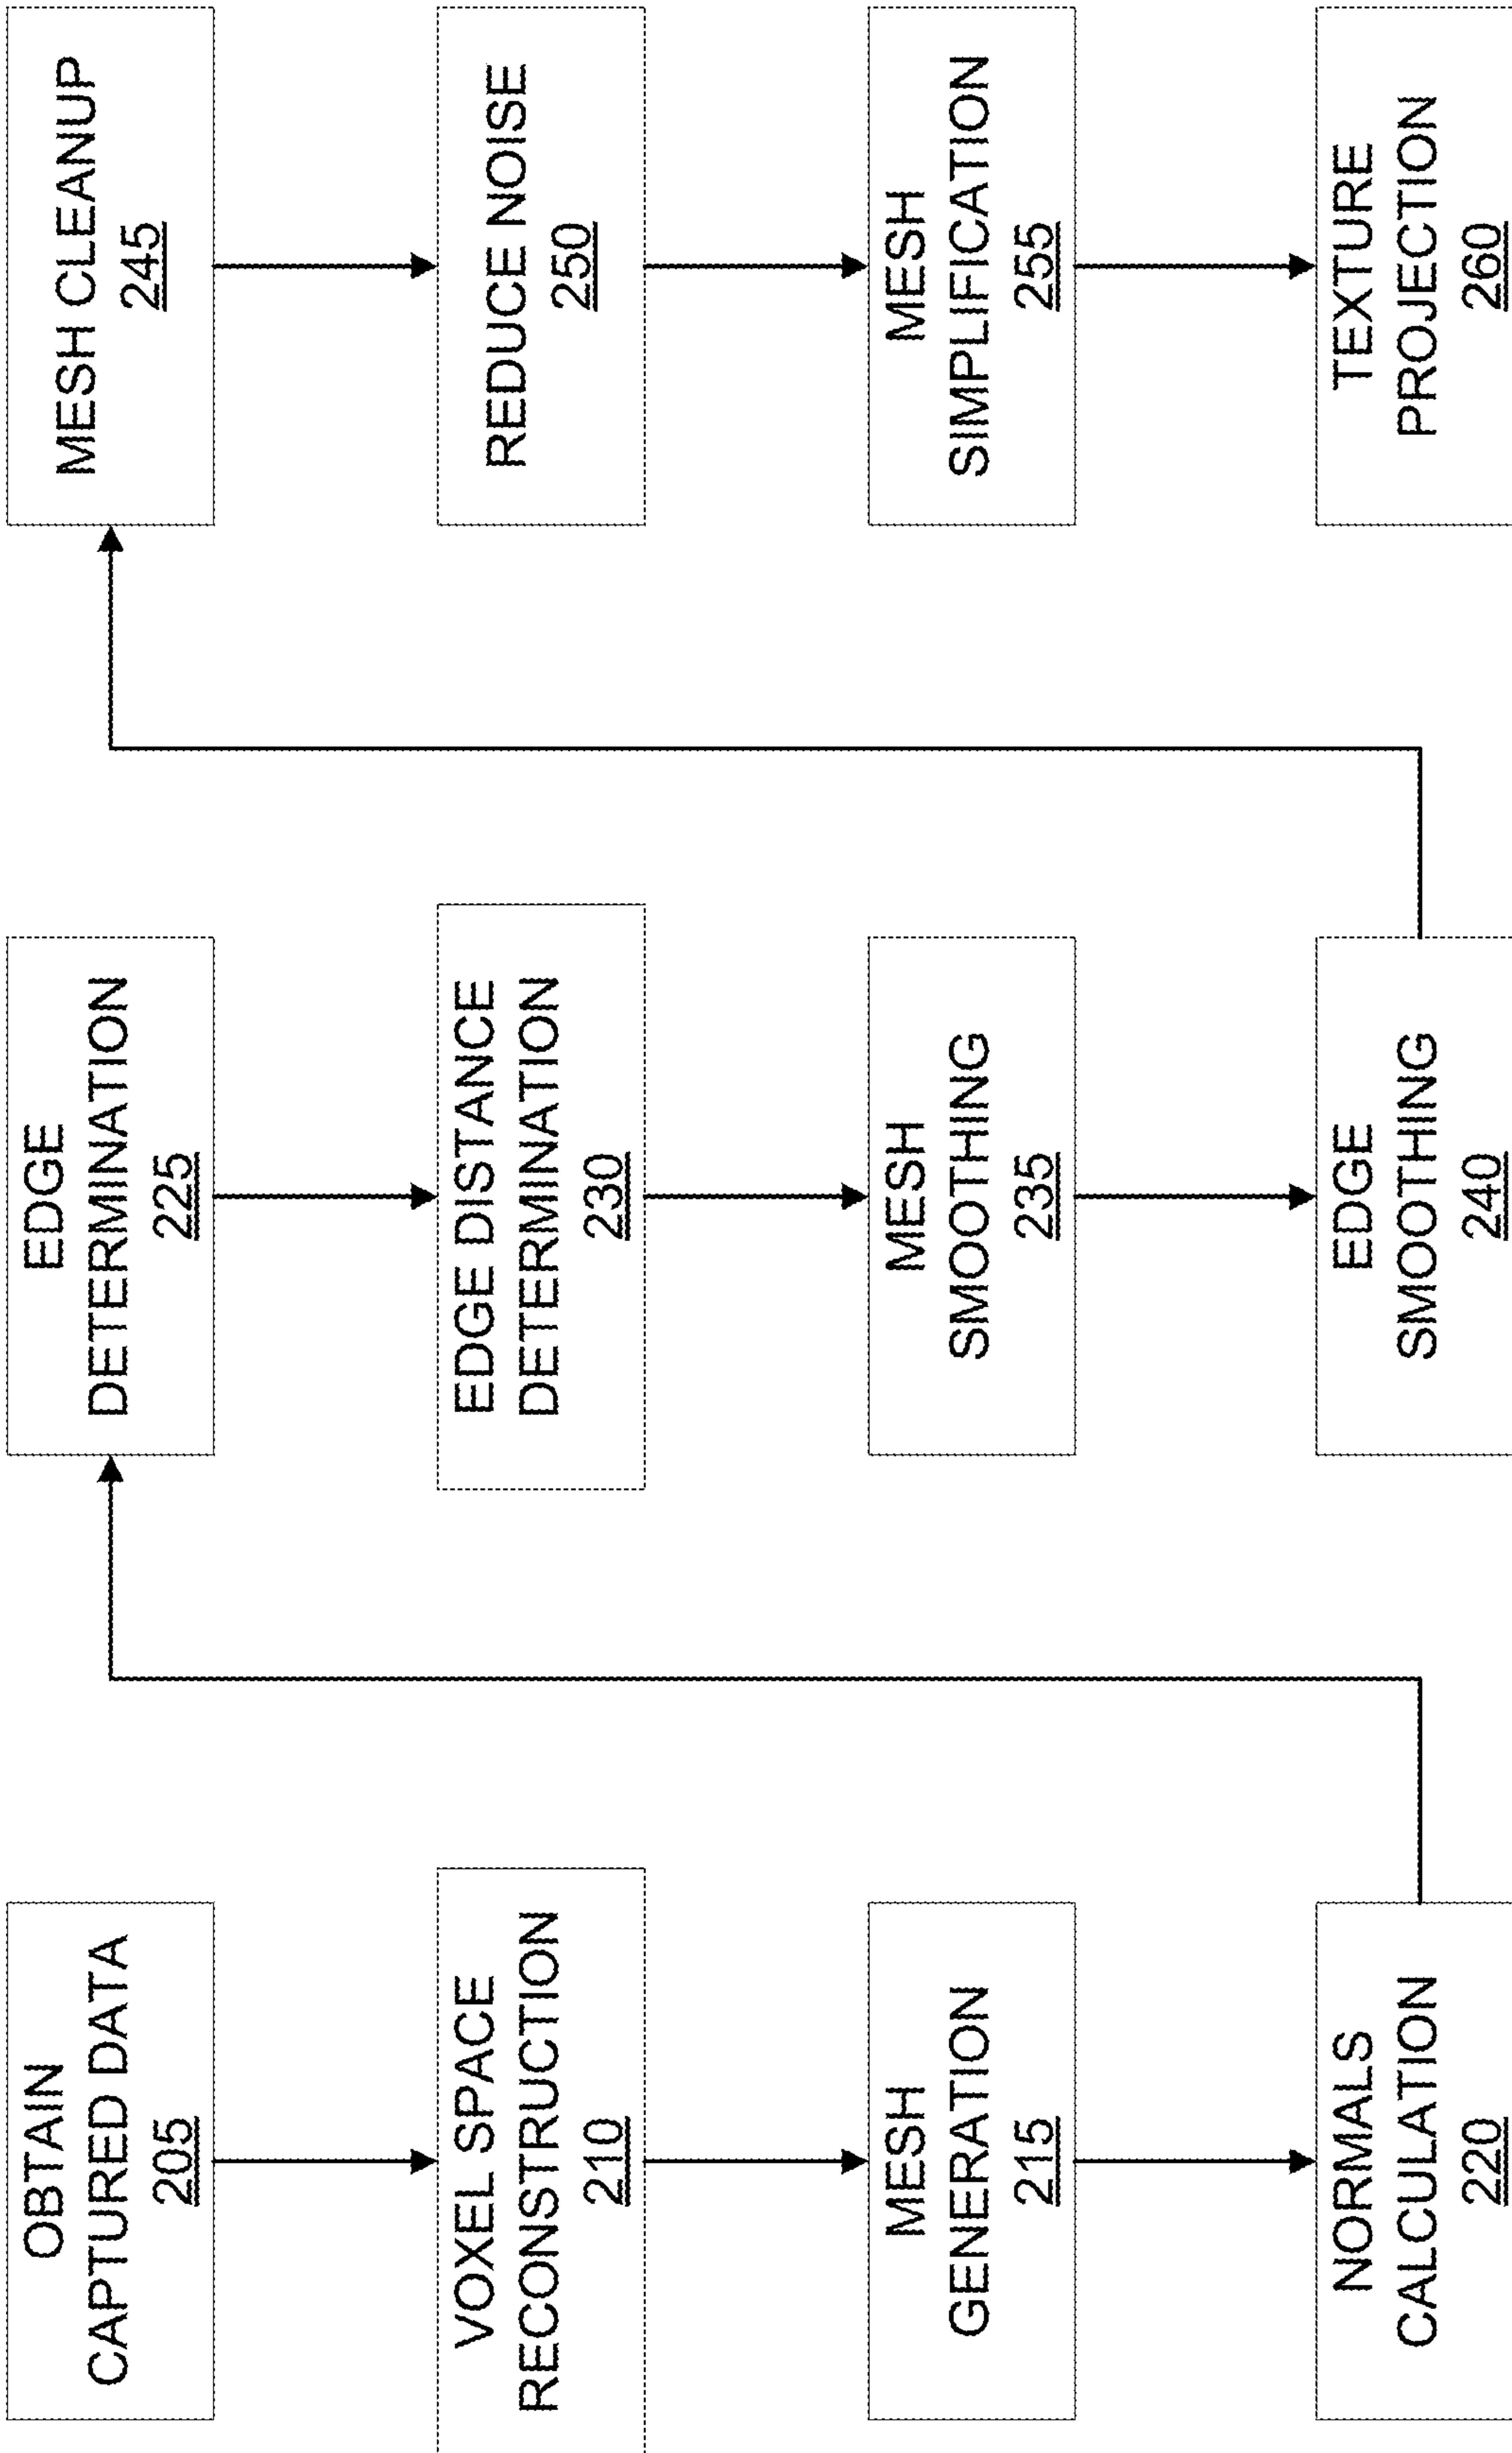 OBTAIN
CAPTURED DATA
205
VOXEL SPACE
RECONSTRUCTION
210
MESH
GENERATION
215
NORMALS
CALCULATION
220
EDGE
DETERMINATION
225
EDGE DISTANCE
DETERMINATION
230
MESH
SMOOTHING
235
EDGE
SMOOTHING
240
MESH CLEANUP
245
REDUCE NOISE
250
MESH
SIMPLIFICATION
255
TEXTURE
PROJECTION
260